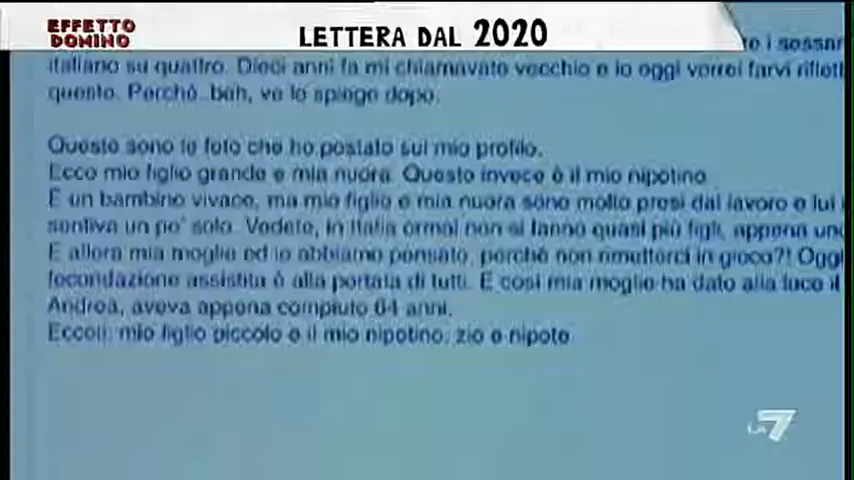 EFFETTO
DOMINO
LETTERA DAL 2020
i sessan
italiano su quattro. Dieci anni fa mi chiamavate vecchio e io oggi vorrei farvi riflett
questo. Perché..beh, ve lo spiego dopo.
Queste sono le foto che ho postato sul mio profilo.
Ecco mio figlio grande e mia nuora. Questo invece è il mio nipotino
È un bambino vivace, ma mio figlio e mia nuora sono molto presi dal lavoro e lui
sentiva un po' solo. Vedete, in Italia ormai non si fanno quasi più figli, appena uno
E allora mia moglie ed io abbiamo pensato, perché non rimetterci in gioco?! Oggi
fecondazione assistita è alla portata di tutti. E così mia moglie ha dato alla luce il
Andrea, aveva appena compiuto 64 anni.
Eccoli: mio figlio piccolo e il mio nipotino: zio e nipote
LA7